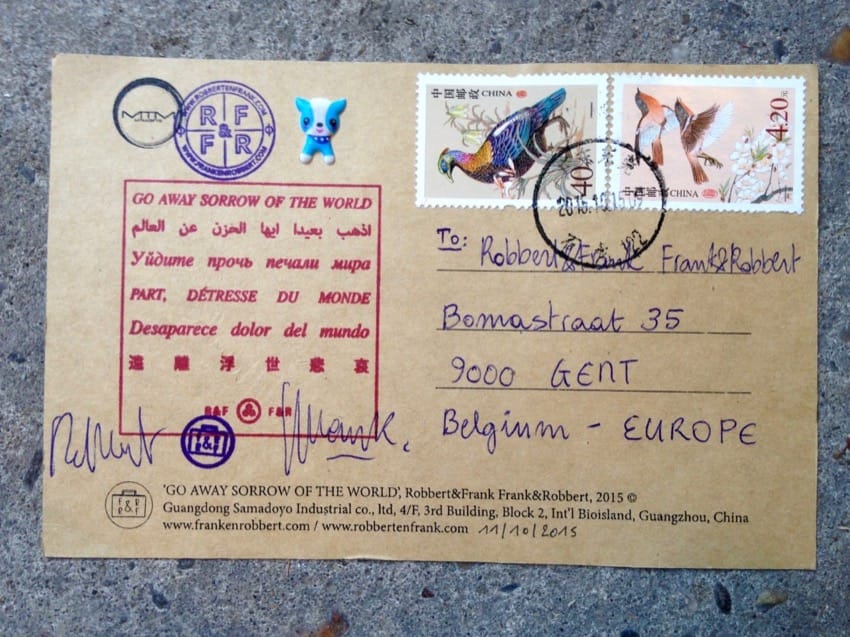 WWW.ROBBERTENFRANK.COM
RF
&
FR
WWW.FRANKENROBBERT.COM
中国邮政 CHINA
中国邮政 CHINA
4.20元
GO AWAY SORROW OF THE WORLD
اذهب بعيدا ايها الحزن عن العالم
Уйдите прочь печали мира
PART, DÉTRESSE DU MONDE
Desaparece dolor del mundo
遠離浮世悲哀
R&F F&R
To: Robbert&Frank Frank&Robbert
Bomastraat 35
9000 GENT
Belgium - EUROPE
Robbert
Frank
'GO AWAY SORROW OF THE WORLD', Robbert&Frank Frank&Robbert, 2015 ©
Guangdong Samadoyo Industrial co., ltd, 4/F, 3rd Building, Block 2, Int'l Bioisland, Guangzhou, China
www.frankenrobbert.com / www.robbertenfrank.com 11/10/2015